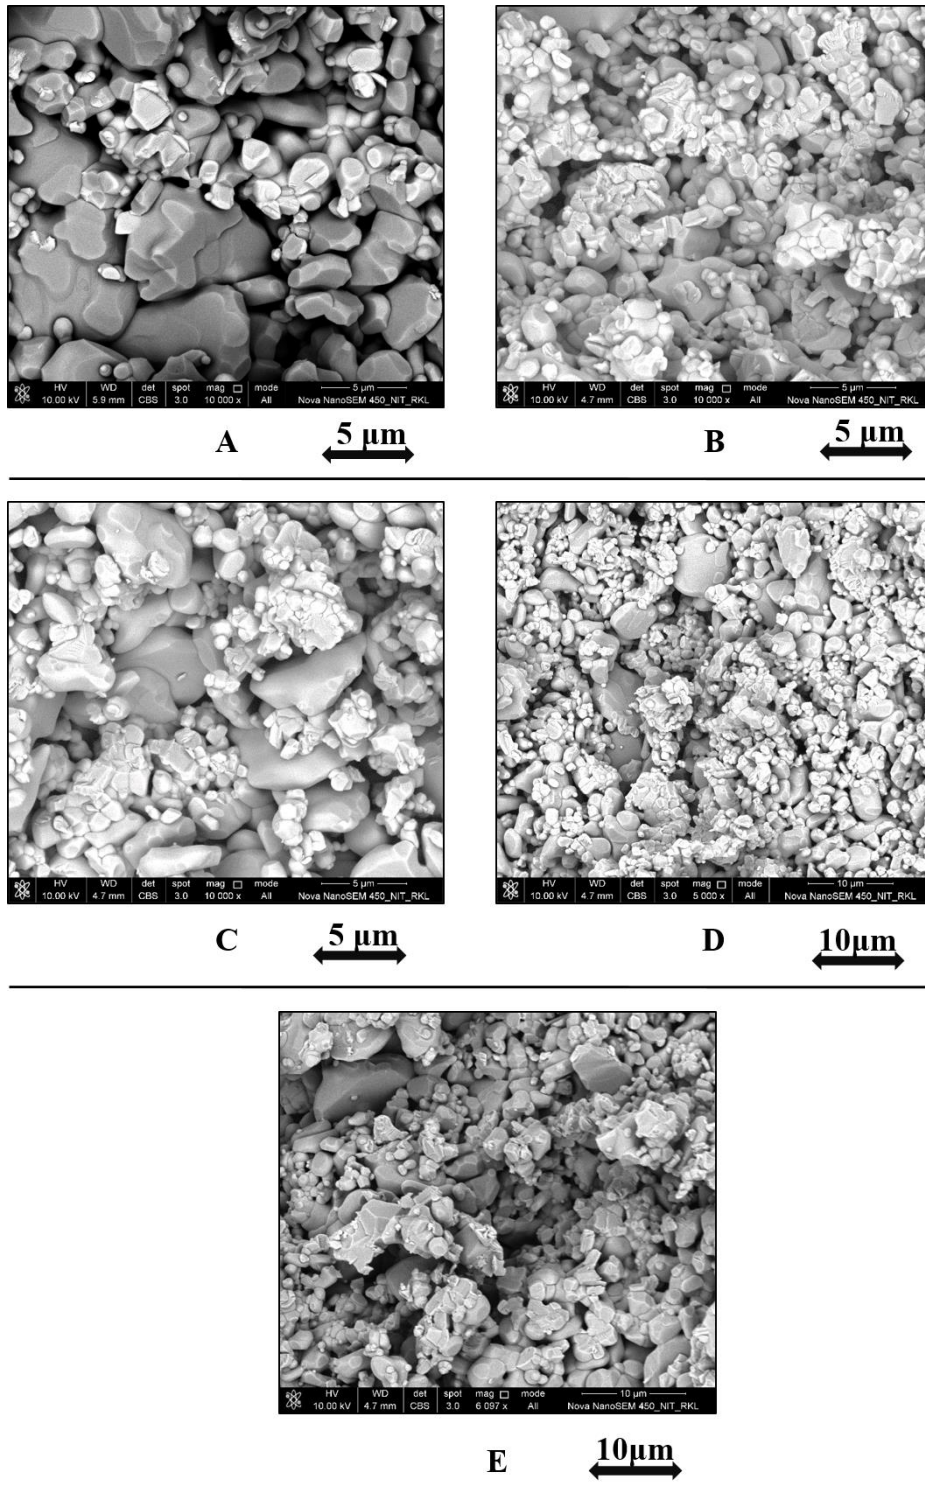 HV WD det spot mag mode 5 µm
10.00 kV 5.9 mm CBS 3.0 10 000 x All Nova NanoSEM 450_NIT_RKL
HV WD det spot mag mode 5 µm
10.00 kV 4.7 mm CBS 3.0 10 000 x All Nova NanoSEM 450_NIT_RKL
A 5 µm
B 5 µm
HV WD det spot mag mode 5 µm
10.00 kV 4.7 mm CBS 3.0 10 000 x All Nova NanoSEM 450_NIT_RKL
HV WD det spot mag mode 10 µm
10.00 kV 4.7 mm CBS 3.0 5 000 x All Nova NanoSEM 450_NIT_RKL
C 5 µm
D 10µm
HV WD det spot mag mode 10 µm
10.00 kV 4.7 mm CBS 3.0 6 097 x All Nova NanoSEM 450_NIT_RKL
E 10µm